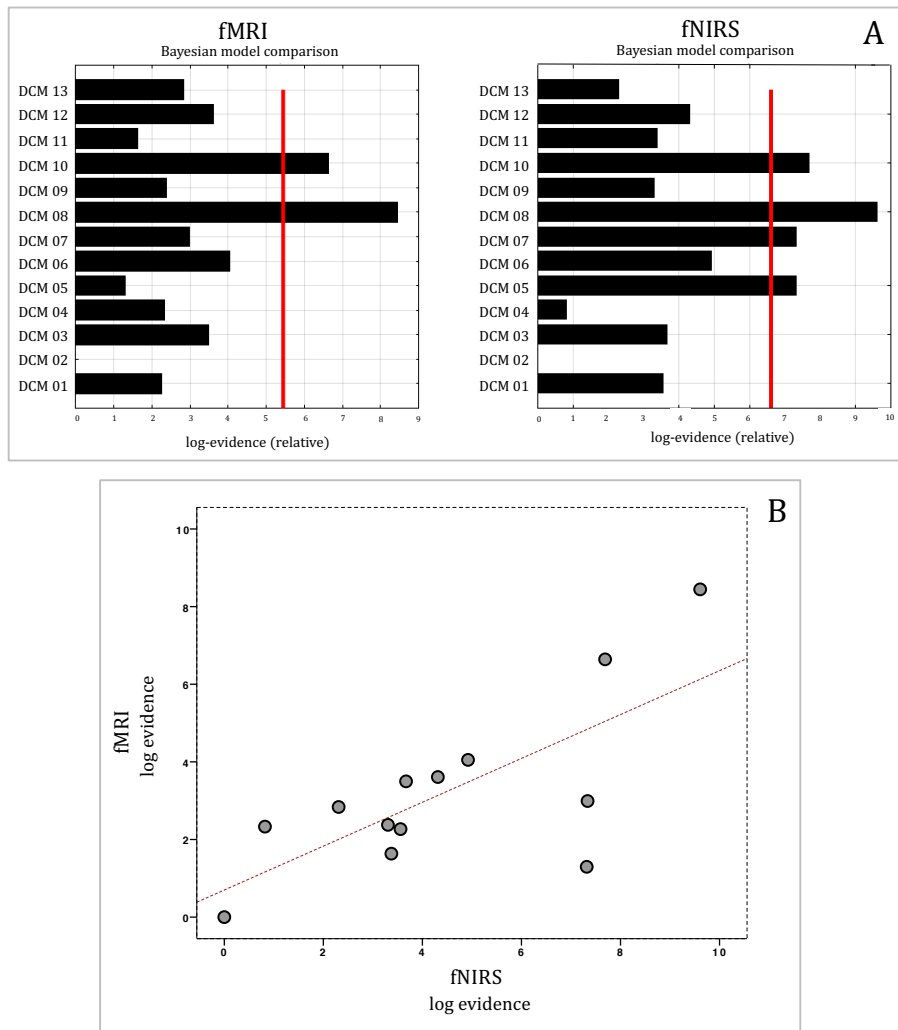 fMRI
Bayesian model comparison
DCM 13
DCM 12
DCM 11
DCM 10
DCM 09
DCM 08
DCM 07
DCM 06
DCM 05
DCM 04
DCM 03
DCM 02
DCM 01
0 1 2 3 4 5 6 7 8 9
log-evidence (relative)
fNIRS
Bayesian model comparison
A
DCM 13
DCM 12
DCM 11
DCM 10
DCM 09
DCM 08
DCM 07
DCM 06
DCM 05
DCM 04
DCM 03
DCM 02
DCM 01
0 1 2 3 4 5 6 7 8 9 10
log-evidence (relative)
B
fMRI
log evidence
10
8
6
4
2
0
0 2 4 6 8 10
fNIRS
log evidence